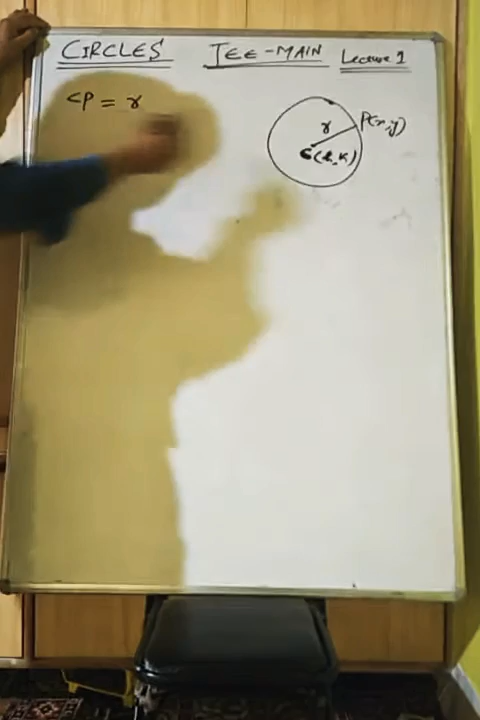 CIRCLES JEE-MAIN Lecture 1
CP = r
r P(x,y)
C(h,k)